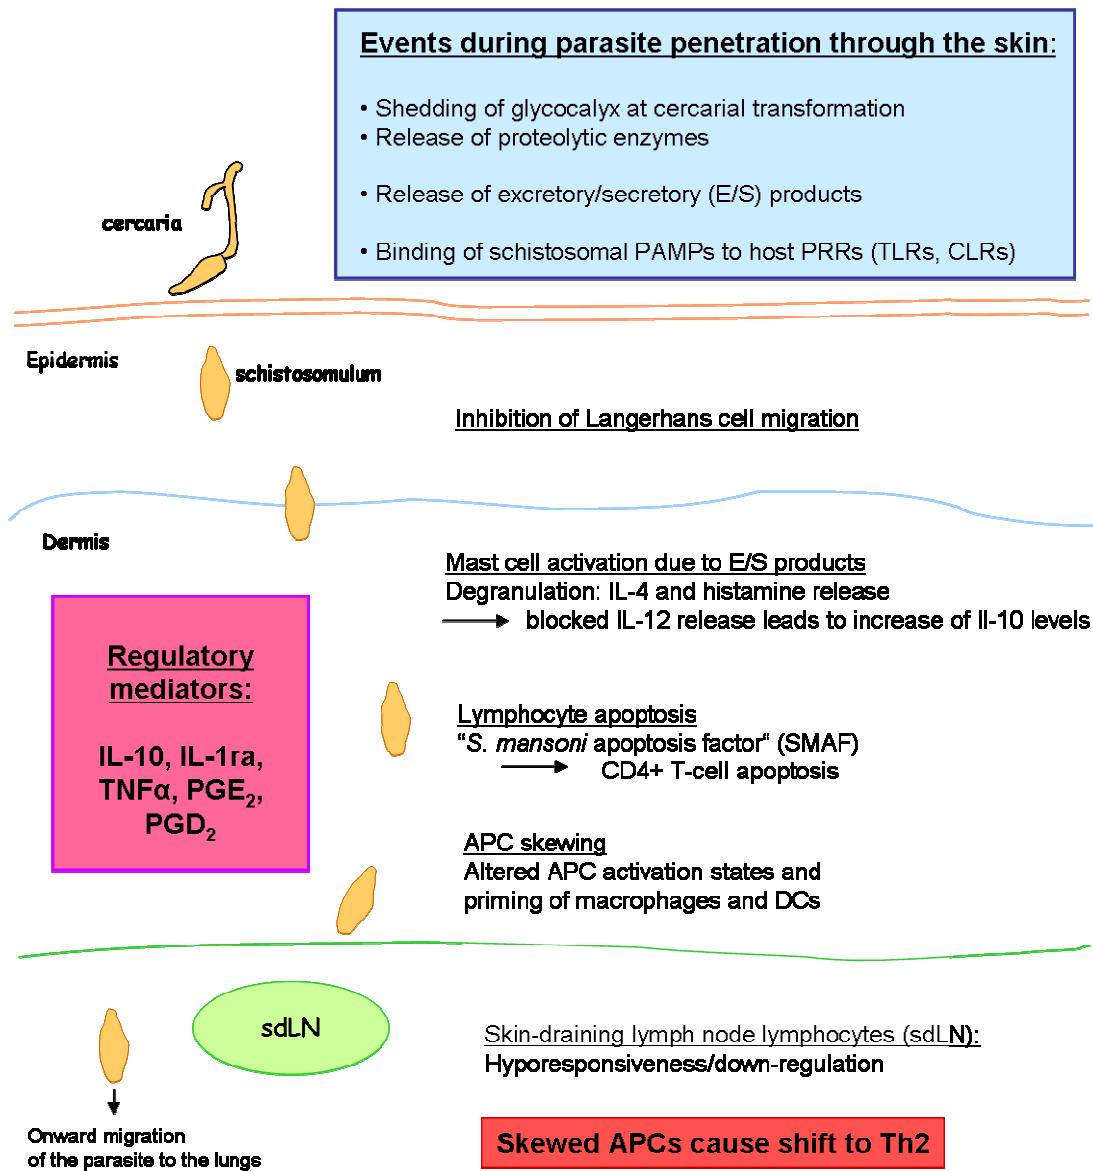 Events during parasite penetration through the skin:
• Shedding of glycocalyx at cercarial transformation
• Release of proteolytic enzymes
• Release of excretory/secretory (E/S) products
• Binding of schistosomal PAMPs to host PRRs (TLRs, CLRs)
cercaria
Epidermis
schistosomulum
Inhibition of Langerhans cell migration
Dermis
Mast cell activation due to E/S products
Degranulation: IL-4 and histamine release
blocked IL-12 release leads to increase of Il-10 levels
Regulatory
mediators:
IL-10, IL-1ra,
TNFα, PGE₂,
PGD₂
Lymphocyte apoptosis
“S. mansoni apoptosis factor“ (SMAF)
CD4+ T-cell apoptosis
APC skewing
Altered APC activation states and
priming of macrophages and DCs
sdLN
Skin-draining lymph node lymphocytes (sdLN):
Hyporesponsiveness/down-regulation
Onward migration
of the parasite to the lungs
Skewed APCs cause shift to Th2